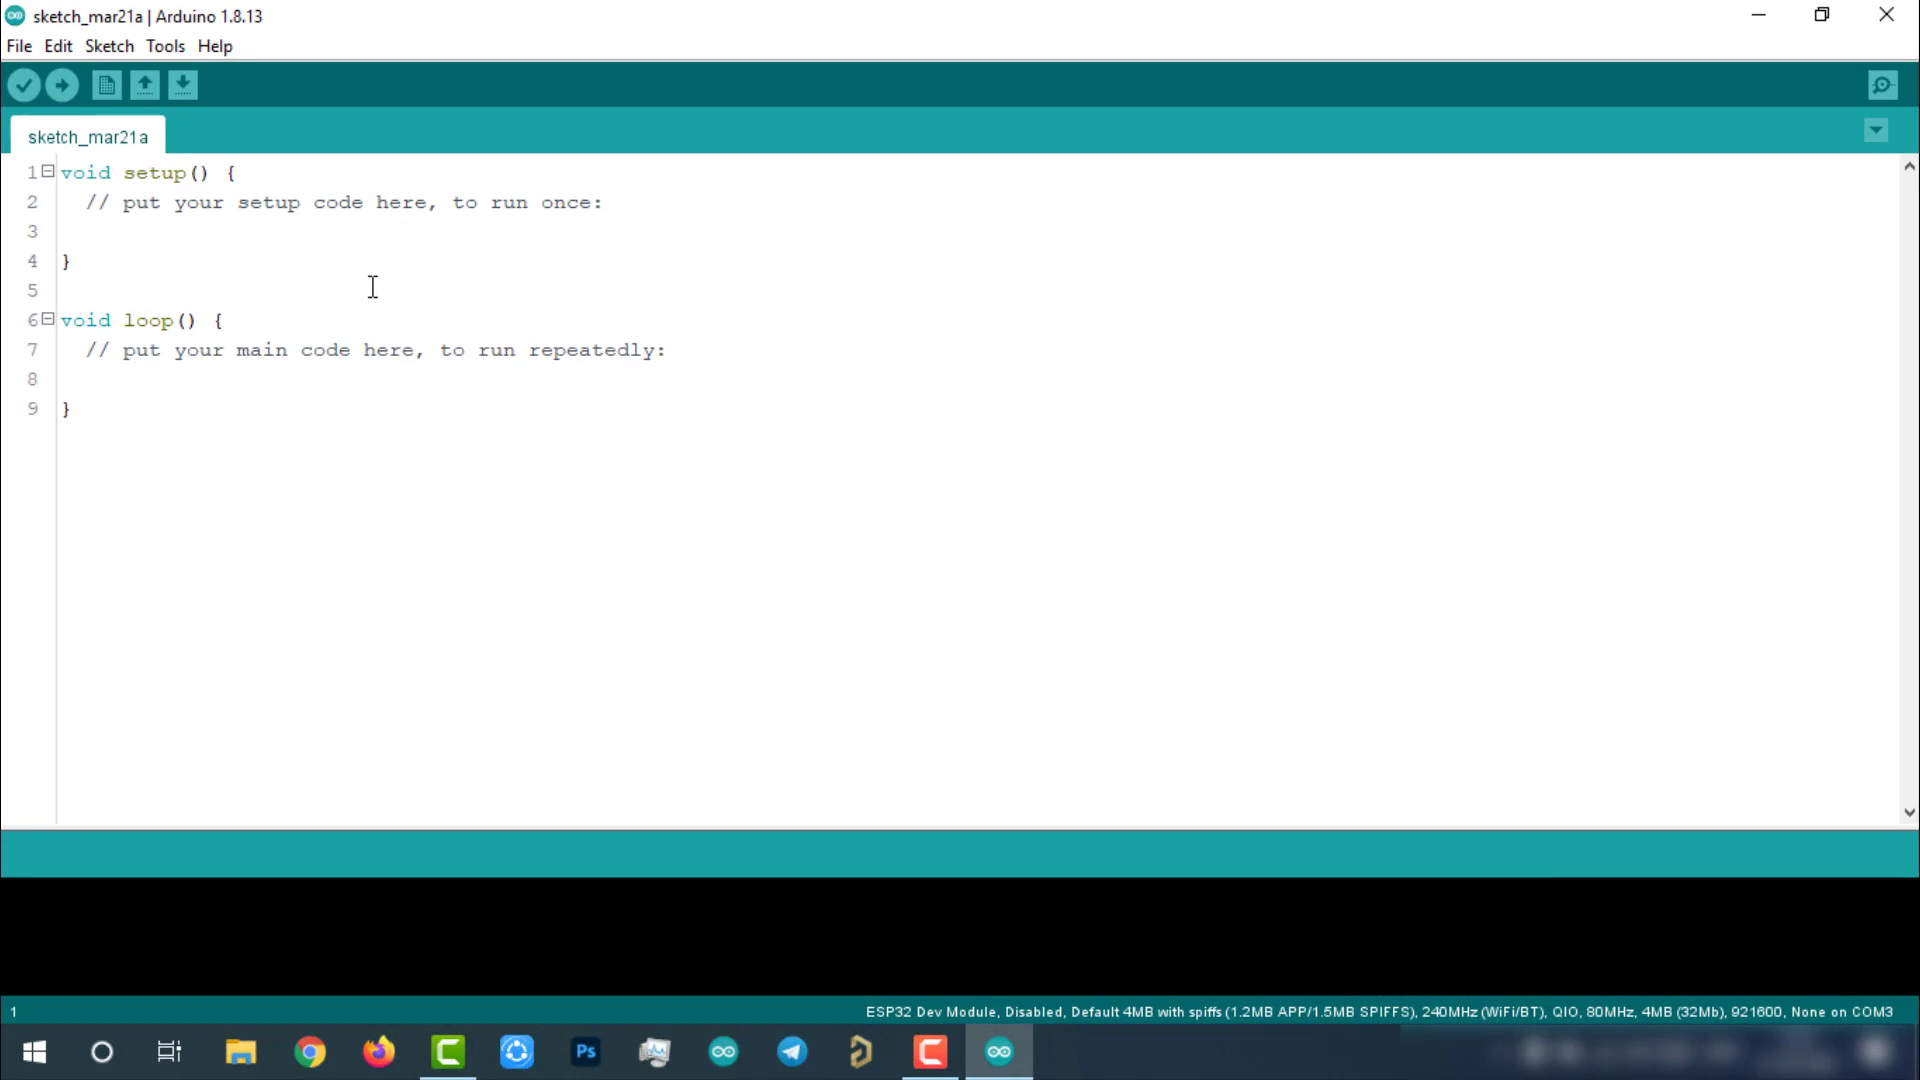 sketch_mar21a | Arduino 1.8.13
File Edit Sketch Tools Help
sketch_mar21a
1 void setup() {
2 // put your setup code here, to run once:
3
4 }
5
6 void loop() {
7 // put your main code here, to run repeatedly:
8
9 }
1 ESP32 Dev Module, Disabled, Default 4MB with spiffs (1.2MB APP/1.5MB SPIFFS), 240MHz (WiFi/BT), QIO, 80MHz, 4MB (32Mb), 921600, None on COM3
Ps